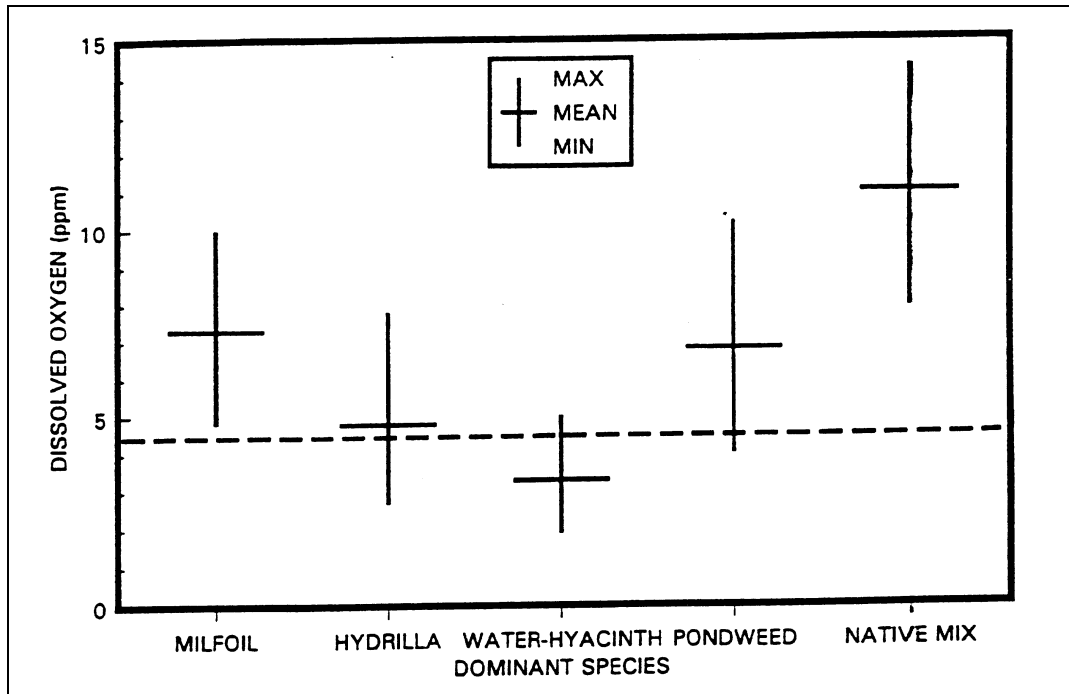 15
MAX
MEAN
MIN
DISSOLVED OXYGEN (ppm)
10
5
0
MILFOIL HYDRILLA WATER-HYACINTH PONDWEED NATIVE MIX
DOMINANT SPECIES